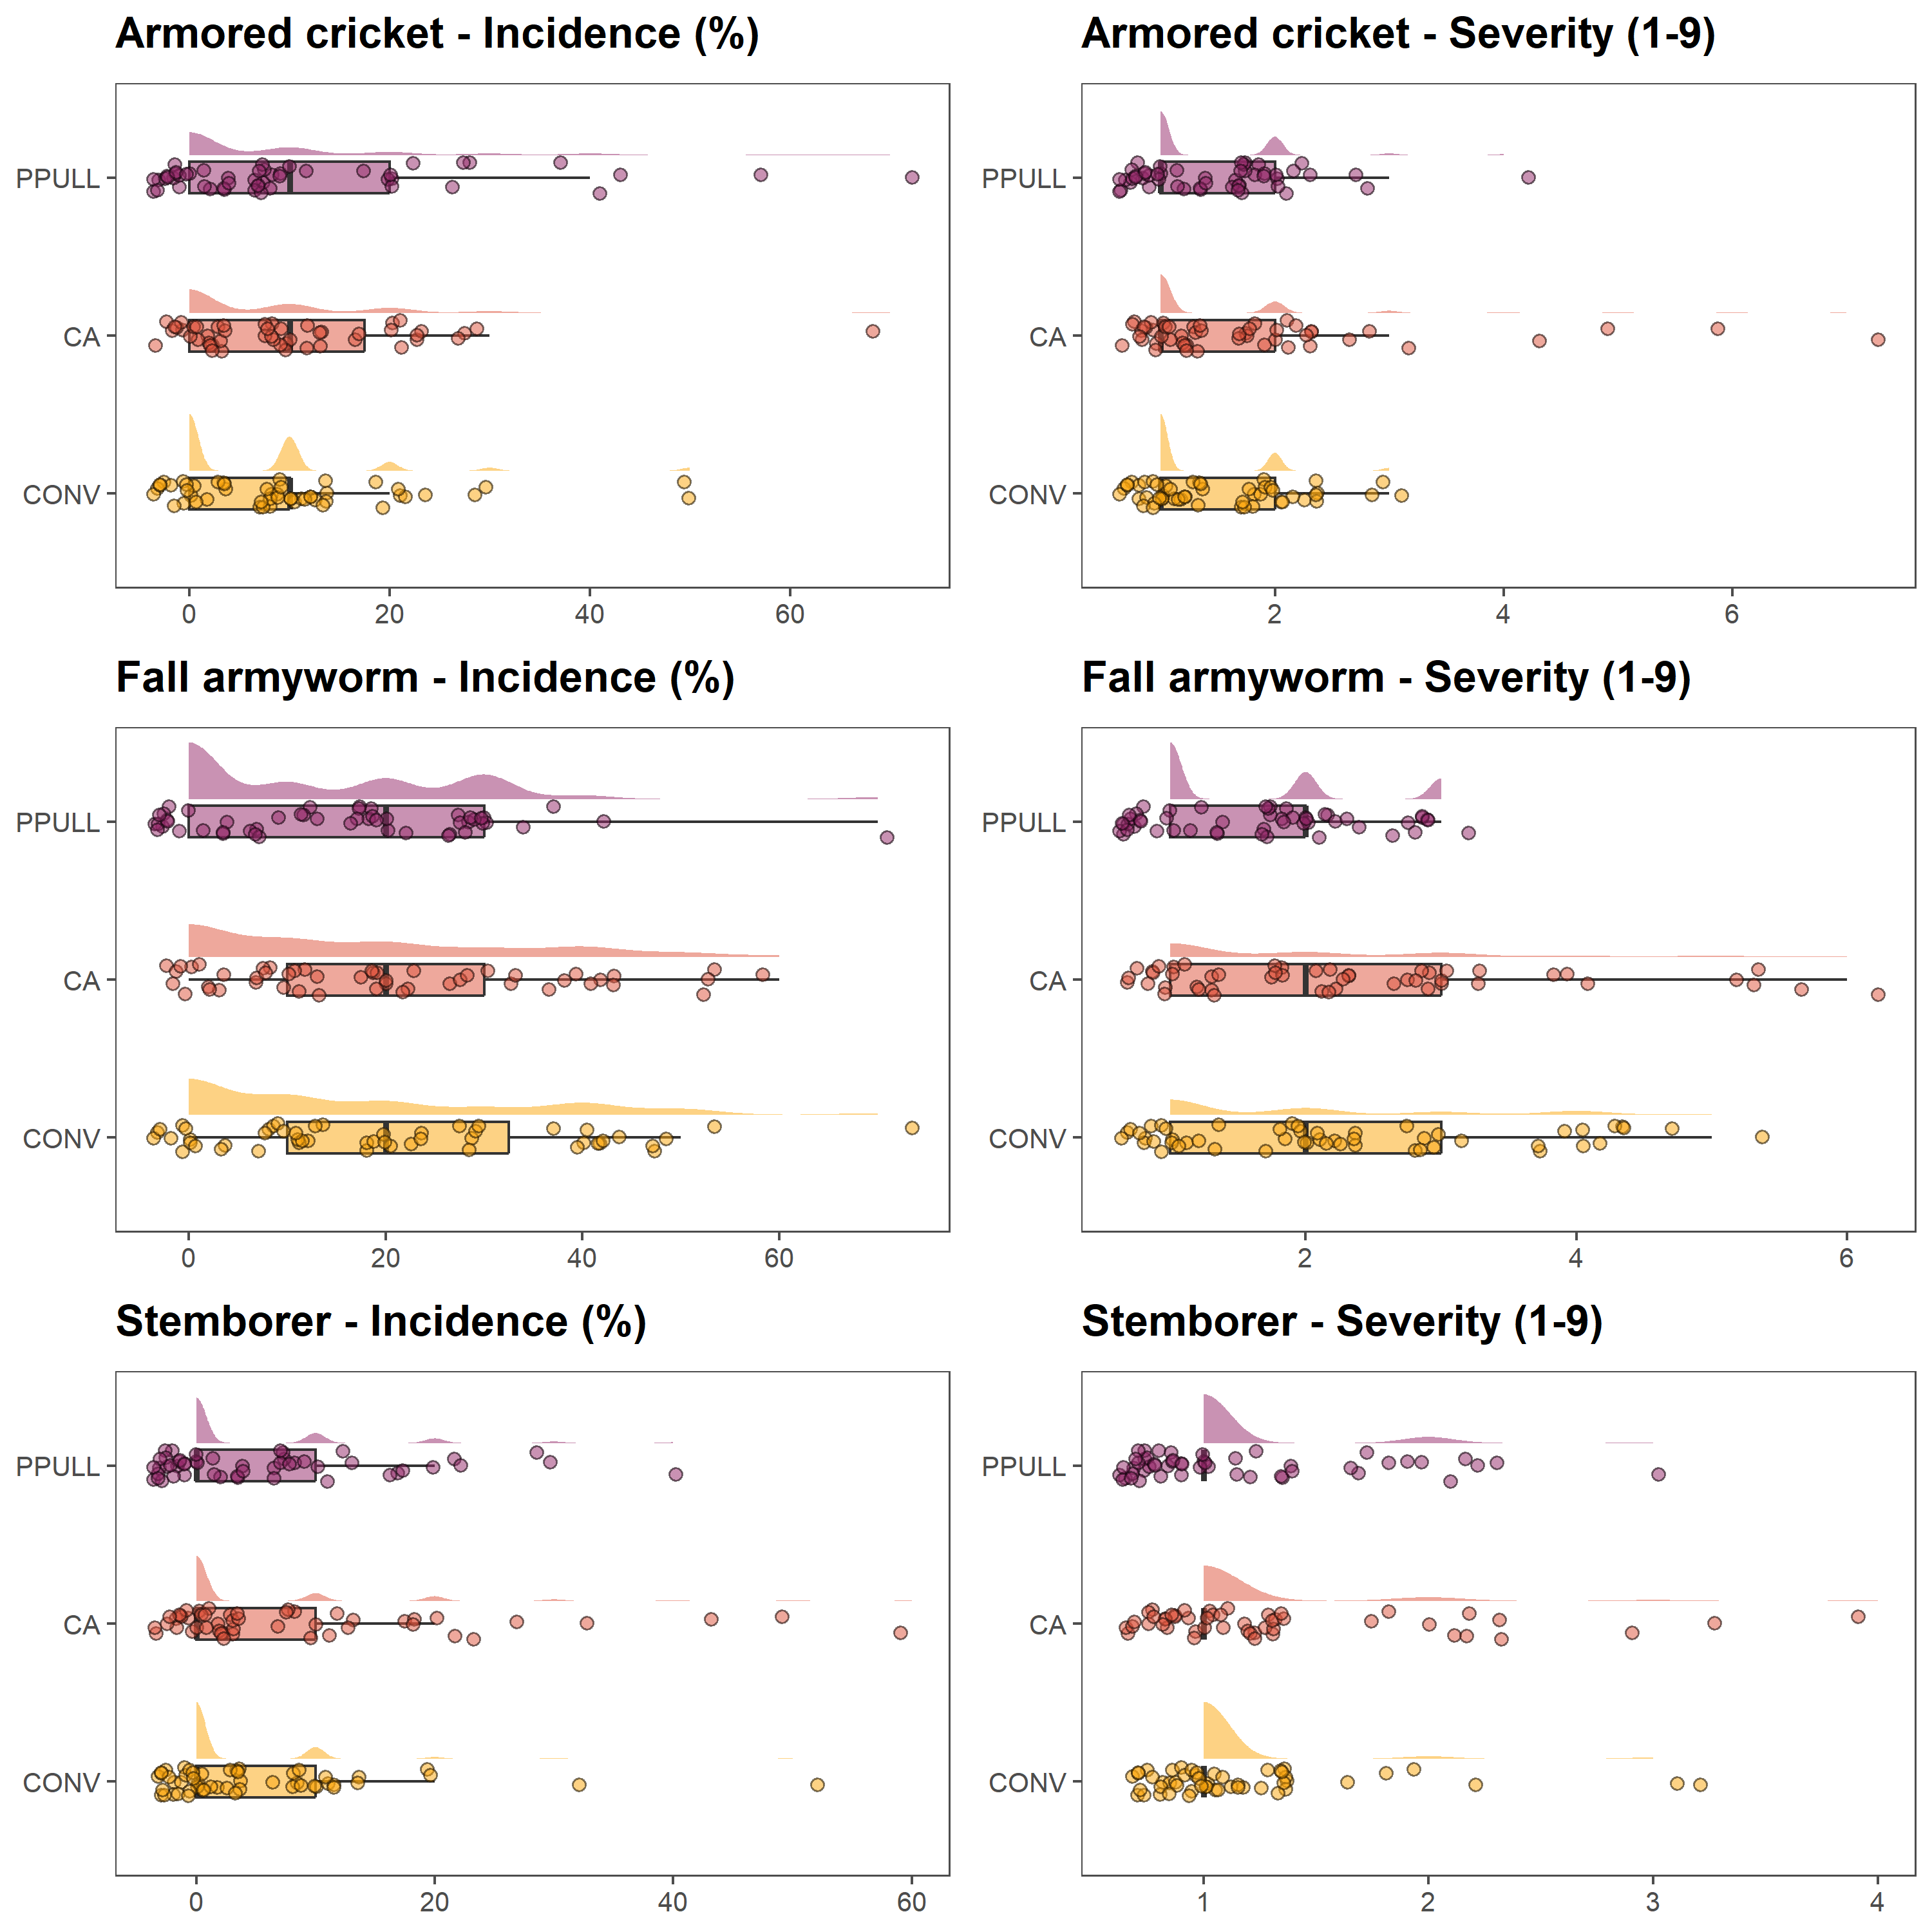 Armored cricket - Incidence (%)
PPULL
CA
CONV
0 20 40 60
Armored cricket - Severity (1-9)
PPULL
CA
CONV
2 4 6
Fall armyworm - Incidence (%)
PPULL
CA
CONV
0 20 40 60
Fall armyworm - Severity (1-9)
PPULL
CA
CONV
2 4 6
Stemborer - Incidence (%)
PPULL
CA
CONV
0 20 40 60
Stemborer - Severity (1-9)
PPULL
CA
CONV
1 2 3 4